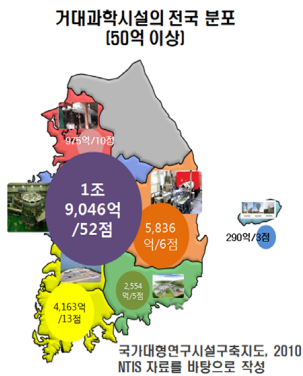 거대과학시설의 전국 분포
(50억 이상)
975억/10점
1조
9,046억
/52점
5,836
억/6점
290억/3점
2,554
억/5점
4,163억
/13점
국가대형연구시설구축지도, 2010
NTIS 자료를 바탕으로 작성